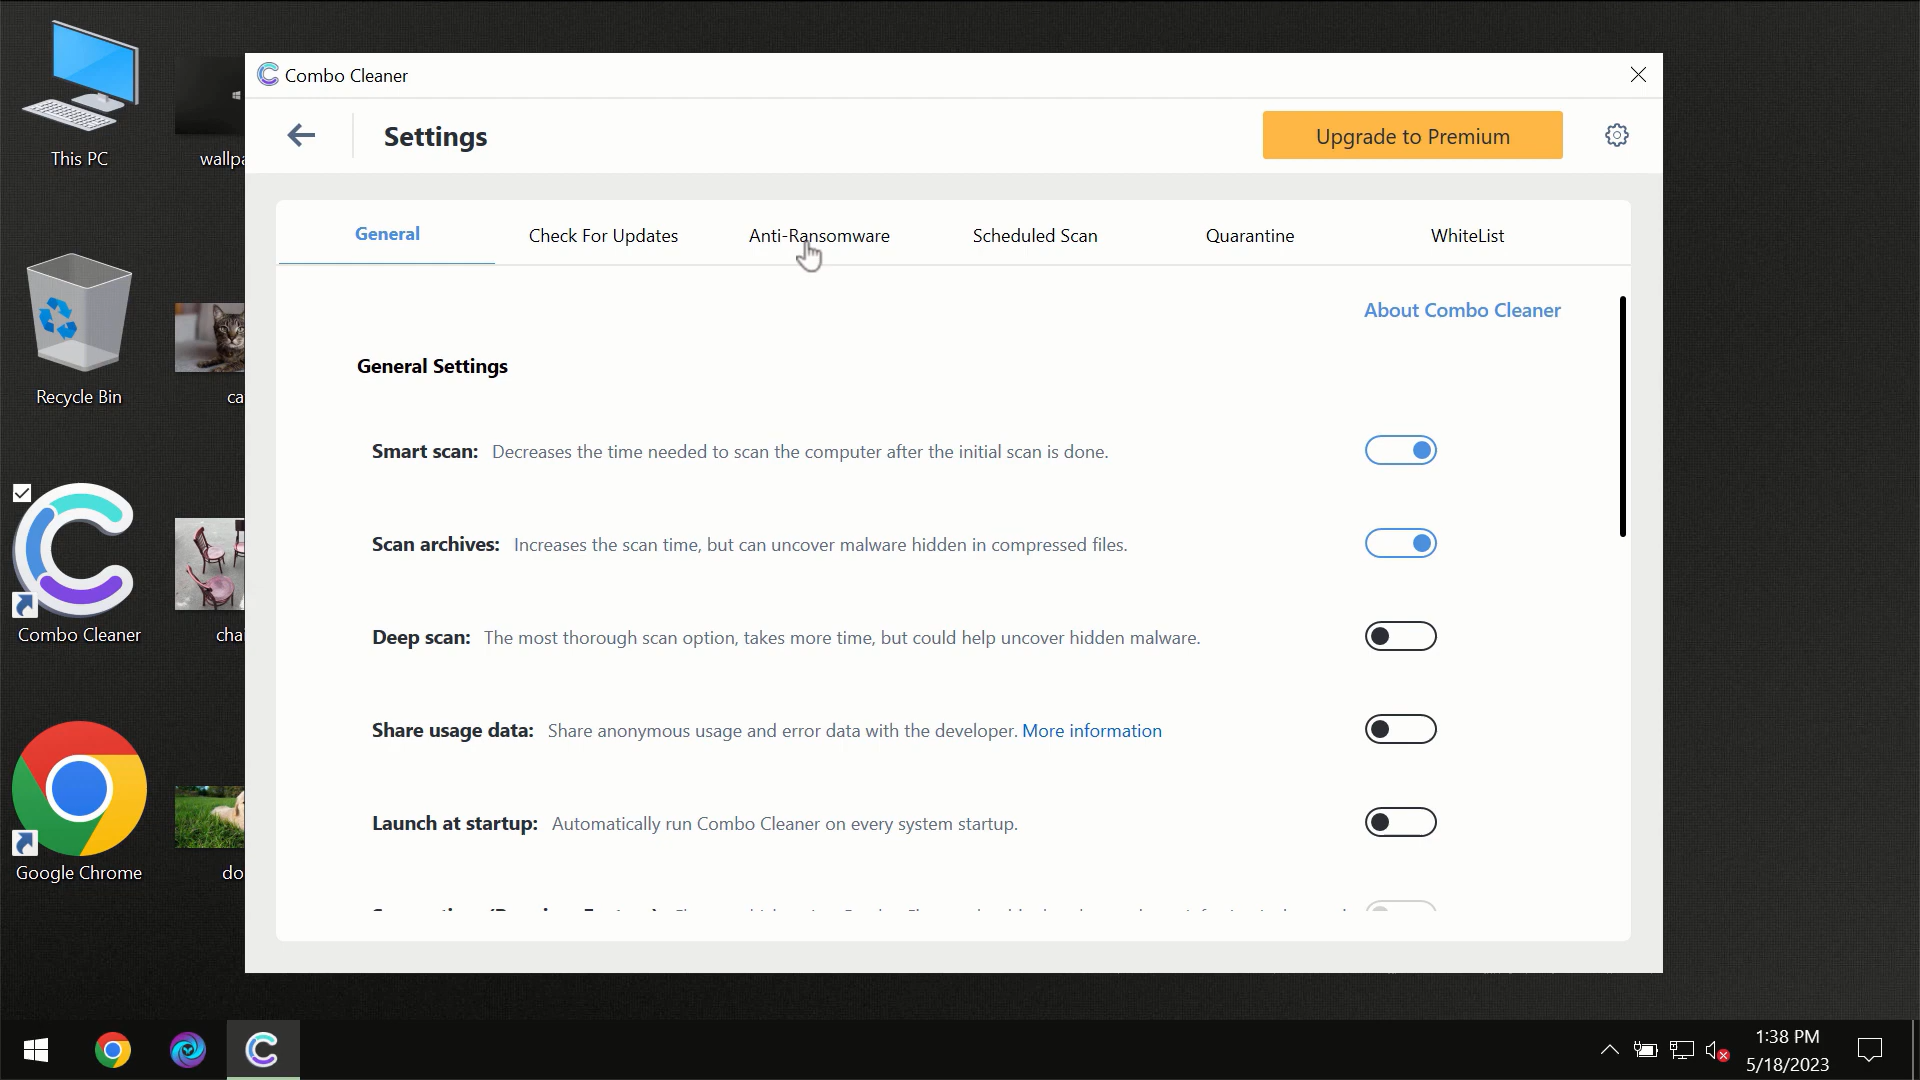 Combo Cleaner
Settings
Upgrade to Premium
General
Check For Updates
Anti-Ransomware
Scheduled Scan
Quarantine
WhiteList
About Combo Cleaner
General Settings
Smart scan: Decreases the time needed to scan the computer after the initial scan is done.
Scan archives: Increases the scan time, but can uncover malware hidden in compressed files.
Deep scan: The most thorough scan option, takes more time, but could help uncover hidden malware.
Share usage data: Share anonymous usage and error data with the developer. More information
Launch at startup: Automatically run Combo Cleaner on every system startup.
This PC
wallpa
Recycle Bin
ca
Combo Cleaner
chai
Google Chrome
do
1:38 PM
5/18/2023